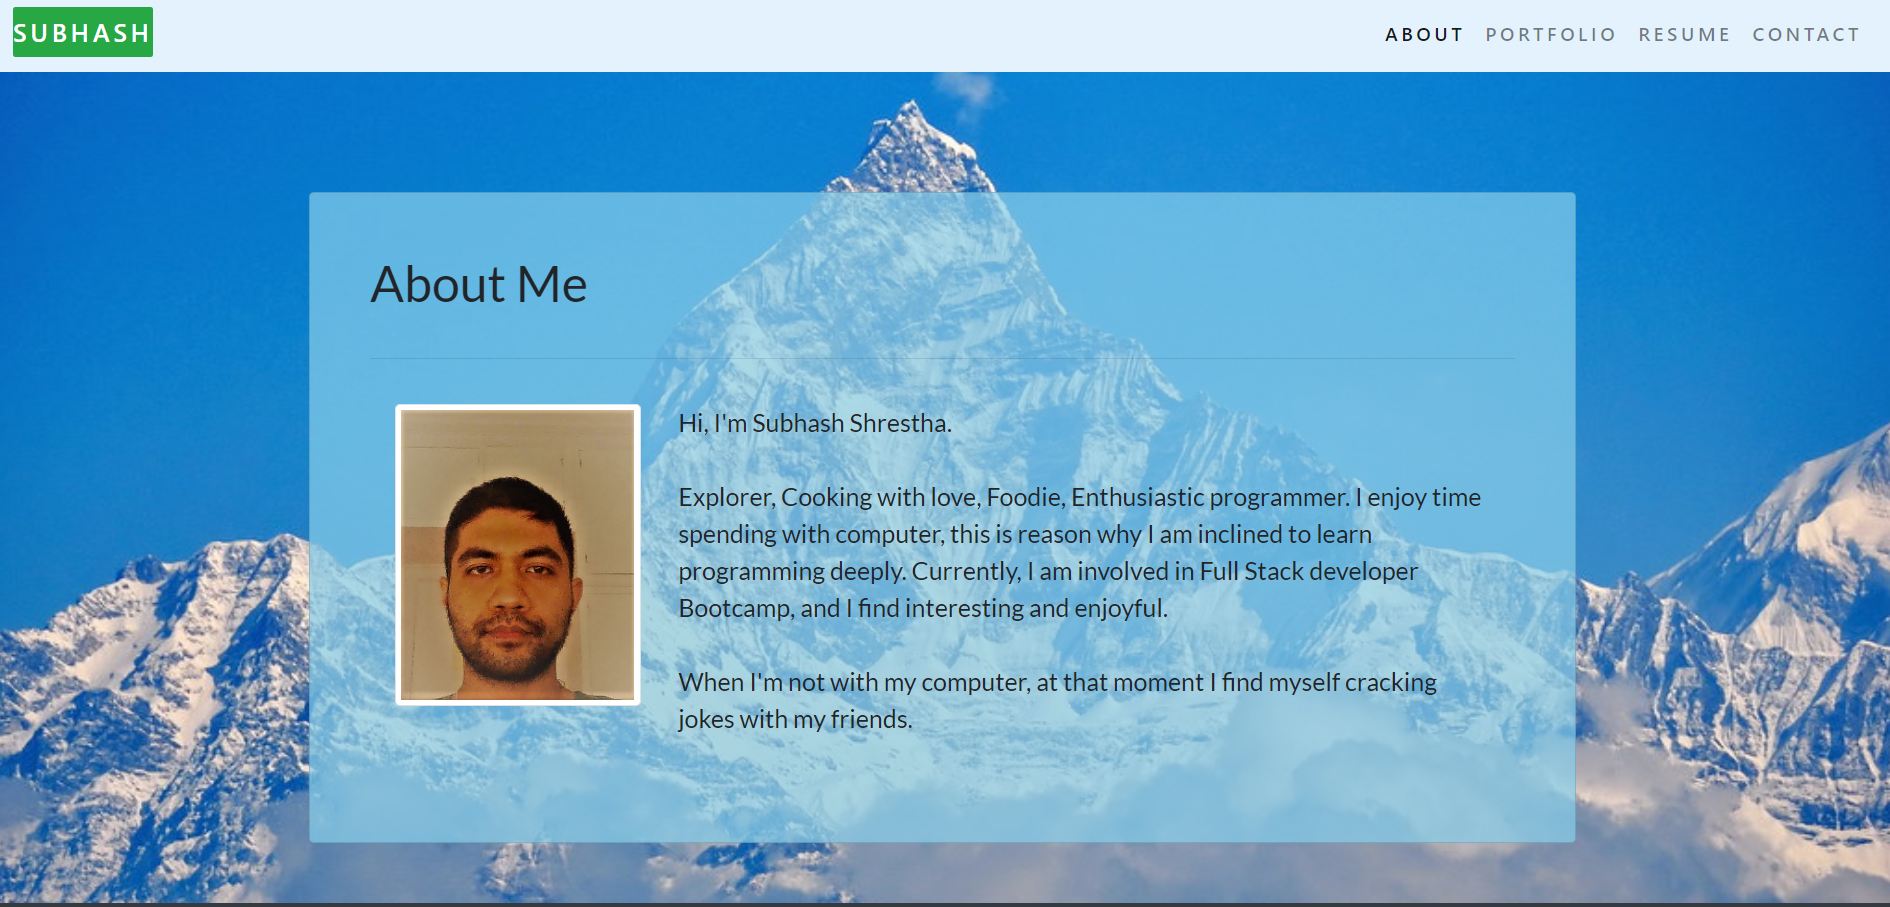 SUBHASH
ABOUT PORTFOLIO RESUME CONTACT
About Me
Hi, I'm Subhash Shrestha.
Explorer, Cooking with love, Foodie, Enthusiastic programmer. I enjoy time
spending with computer, this is reason why I am inclined to learn
programming deeply. Currently, I am involved in Full Stack developer
Bootcamp, and I find interesting and enjoyful.
When I'm not with my computer, at that moment I find myself cracking
jokes with my friends.